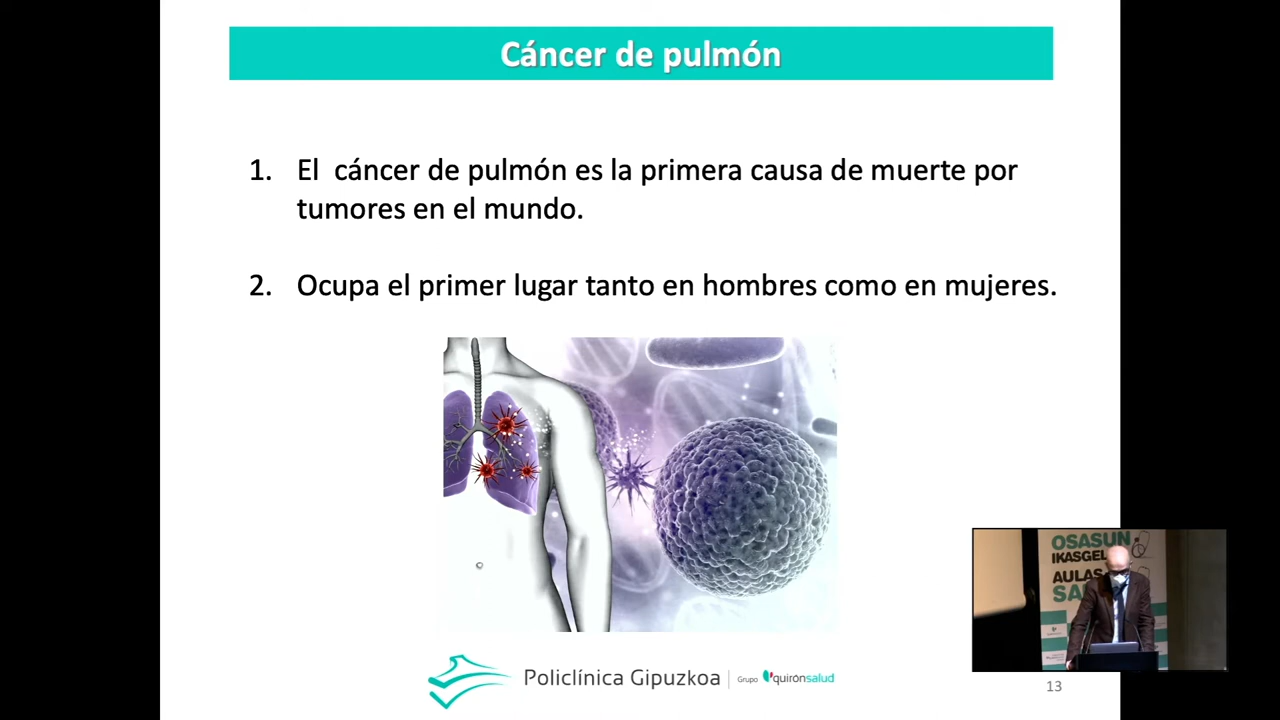 Cáncer de pulmón
1. El cáncer de pulmón es la primera causa de muerte por
tumores en el mundo.
2. Ocupa el primer lugar tanto en hombres como en mujeres.
OSASUN
IKASGEL
AULAS
Policlínica Gipuzkoa
Grupo quirónsalud
13